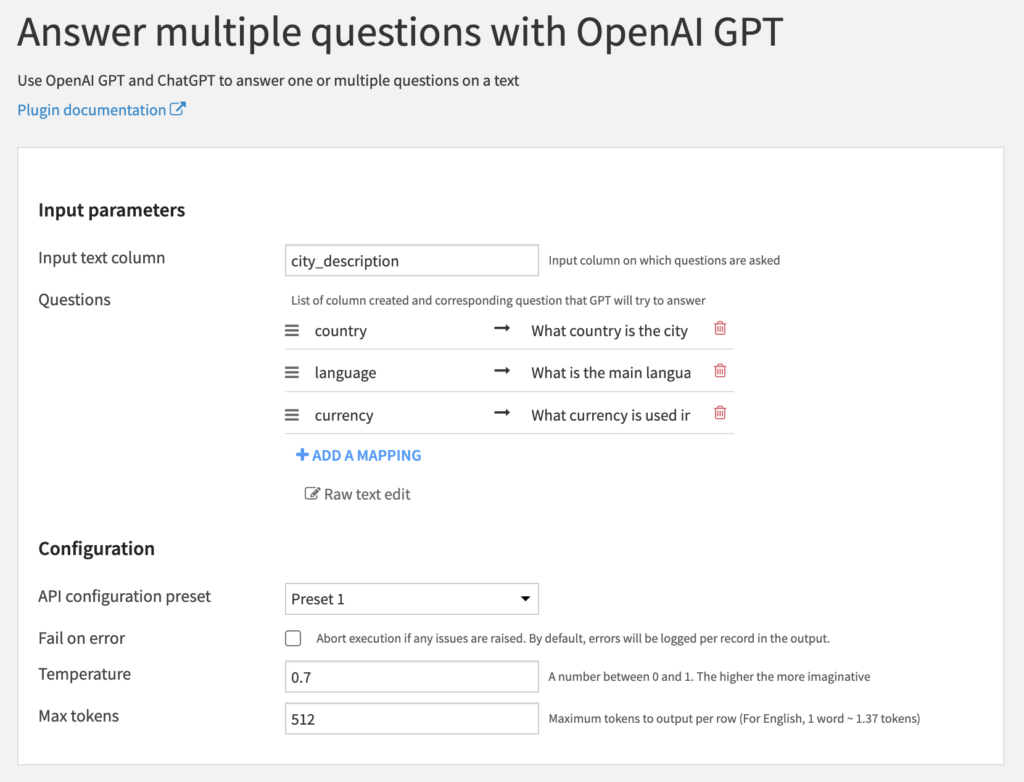 Answer multiple questions with OpenAI GPT
Use OpenAI GPT and ChatGPT to answer one or multiple questions on a text
Plugin documentation
Input parameters
Input text column city_description Input column on which questions are asked
Questions List of column created and corresponding question that GPT will try to answer
country → What country is the city
language → What is the main langua
currency → What currency is used ir
ADD A MAPPING
Raw text edit
Configuration
API configuration preset Preset 1
Fail on error Abort execution if any issues are raised. By default, errors will be logged per record in the output.
Temperature 0.7 A number between 0 and 1. The higher the more imaginative
Max tokens 512 Maximum tokens to output per row (For English, 1 word ~ 1.37 tokens)